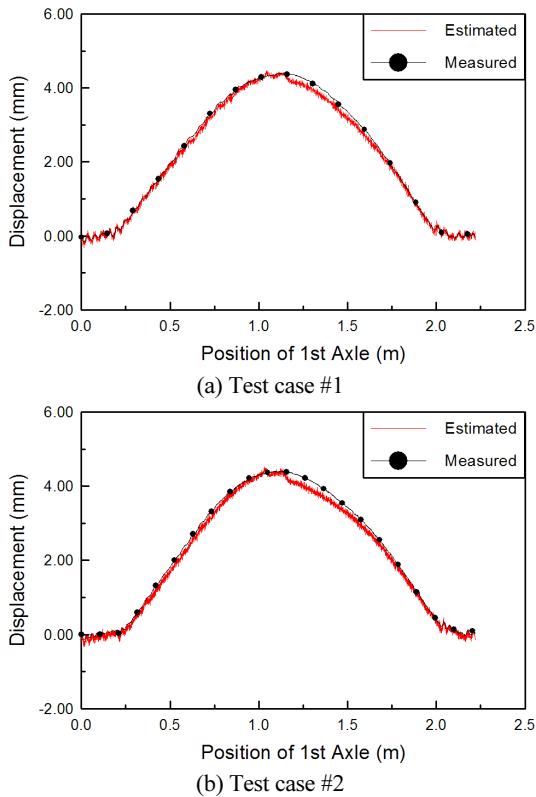 6.00
Estimated
Measured
4.00
2.00
0.00
-2.00
Displacement (mm)
0.0 0.5 1.0 1.5 2.0 2.5
Position of 1st Axle (m)
(a) Test case #1
6.00
Estimated
Measured
4.00
2.00
0.00
-2.00
Displacement (mm)
0.0 0.5 1.0 1.5 2.0 2.5
Position of 1st Axle (m)
(b) Test case #2